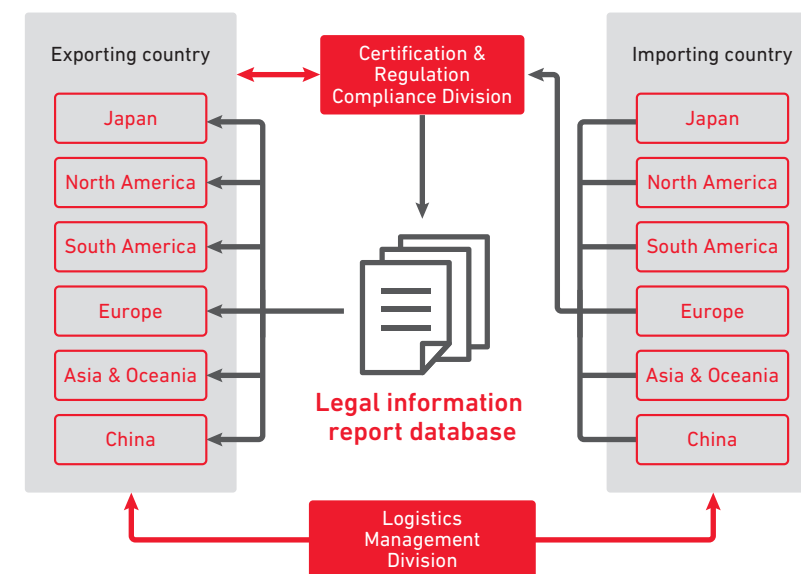 Exporting country
Japan
North America
South America
Europe
Asia & Oceania
China
Certification &
Regulation
Compliance Division
Legal information
report database
Logistics
Management
Division
Importing country
Japan
North America
South America
Europe
Asia & Oceania
China